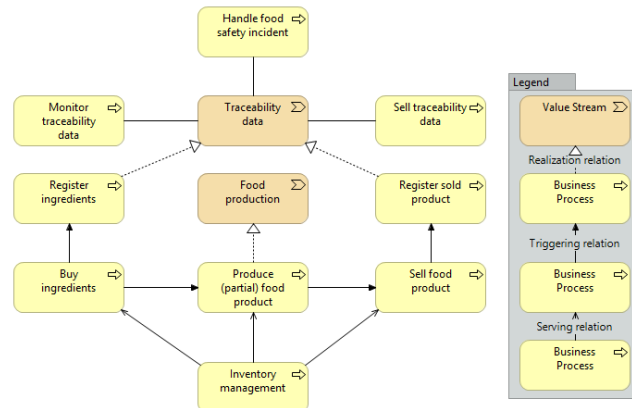 Handle food
safety incident
Monitor
traceability
data
Traceability
data
Sell traceability
data
Register
ingredients
Food
production
Register sold
product
Buy
ingredients
Produce
(partial) food
product
Sell food
product
Inventory
management
Legend
Value Stream
Realization relation
Business
Process
Triggering relation
Business
Process
Serving relation
Business
Process